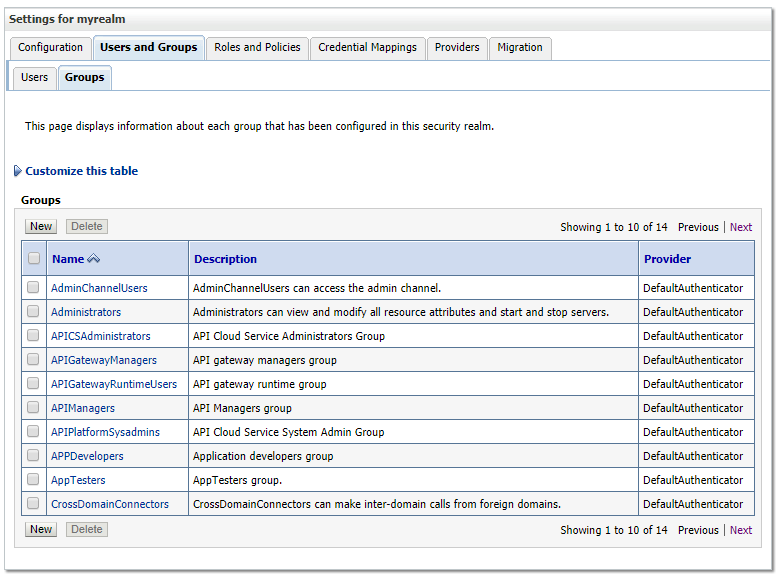 Settings for myrealm
Configuration Users and Groups Roles and Policies Credential Mappings Providers Migration
Users Groups
This page displays information about each group that has been configured in this security realm.
Customize this table
Groups
New Delete Showing 1 to 10 of 14 Previous | Next
Name Description Provider
AdminChannelUsers AdminChannelUsers can access the admin channel. DefaultAuthenticator
Administrators Administrators can view and modify all resource attributes and start and stop servers. DefaultAuthenticator
APICSAdministrators API Cloud Service Administrators Group DefaultAuthenticator
APIGatewayManagers API gateway managers group DefaultAuthenticator
APIGatewayRuntimeUsers API gateway runtime group DefaultAuthenticator
APIManagers API Managers group DefaultAuthenticator
APIPlatformSysadmins API Cloud Service System Admin Group DefaultAuthenticator
APPDevelopers Application developers group DefaultAuthenticator
AppTesters AppTesters group. DefaultAuthenticator
CrossDomainConnectors CrossDomainConnectors can make inter-domain calls from foreign domains. DefaultAuthenticator
New Delete Showing 1 to 10 of 14 Previous | Next